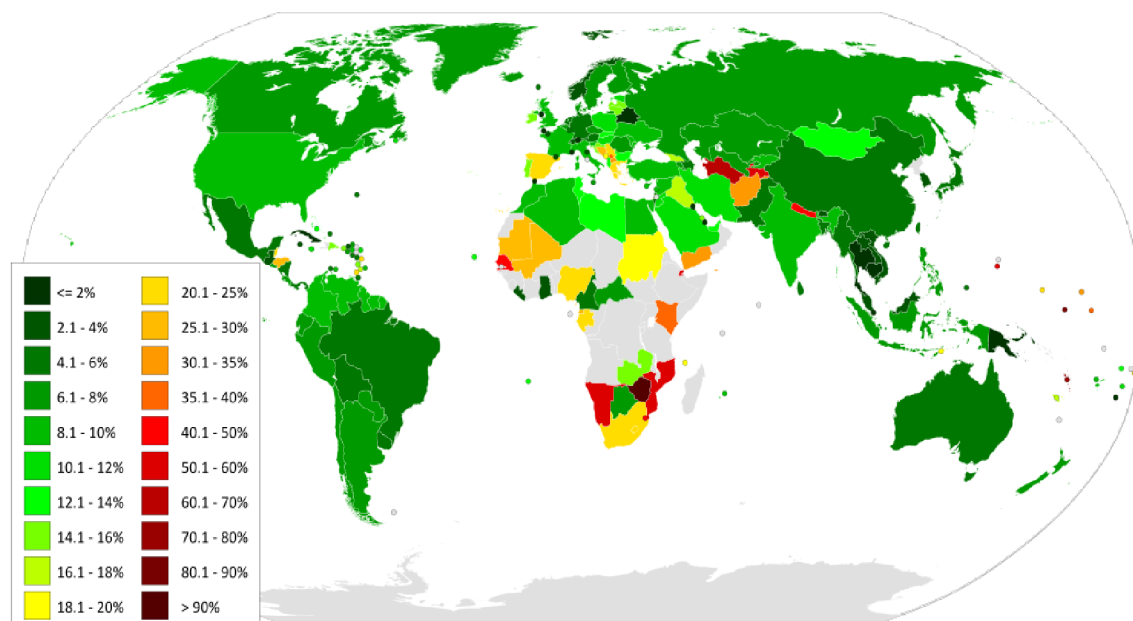 <= 2%
2.1 - 4%
4.1 - 6%
6.1 - 8%
8.1 - 10%
10.1 - 12%
12.1 - 14%
14.1 - 16%
16.1 - 18%
18.1 - 20%
20.1 - 25%
25.1 - 30%
30.1 - 35%
35.1 - 40%
40.1 - 50%
50.1 - 60%
60.1 - 70%
70.1 - 80%
80.1 - 90%
> 90%